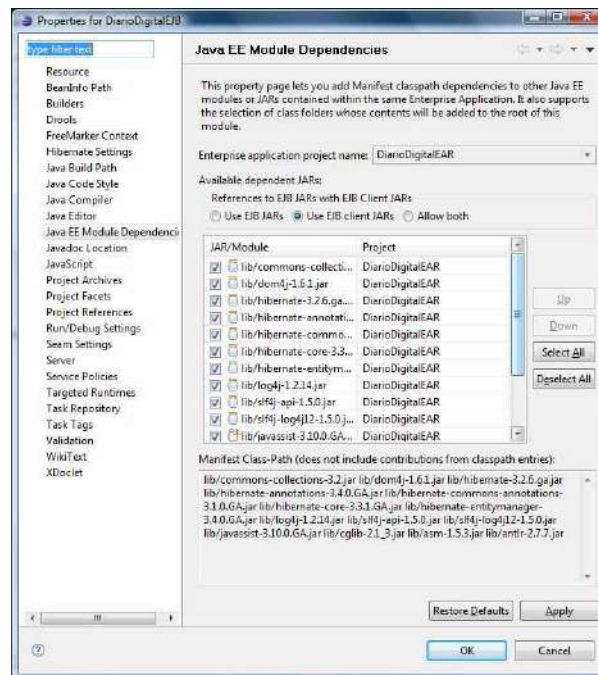 Properties for DiarioDigitalEJB
type filter text
Resource
BeanInfo Path
Builders
Drools
FreeMarker Context
Hibernate Settings
Java Build Path
Java Code Style
Java Compiler
Java Editor
Java EE Module Dependenci
Javadoc Location
JavaScript
Project Archives
Project Facets
Project References
Run/Debug Settings
Seam Settings
Server
Service Policies
Targeted Runtimes
Task Repository
Task Tags
Validation
WikiText
XDoclet
Java EE Module Dependencies
This property page lets you add Manifest classpath dependencies to other Java EE
modules or JARs contained within the same Enterprise Application. It also supports
the selection of class folders whose contents will be added to the root of this
module.
Enterprise application project name: DiarioDigitalEAR
Available dependent JARs:
References to EJB JARs with EJB Client JARs
Use EJB JARs Use EJB client JARs Allow both
JAR/Module Project
lib/commons-collecti... DiarioDigitalEAR
lib/dom4j-1.6.1.jar DiarioDigitalEAR
lib/hibernate-3.2.6.ga.... DiarioDigitalEAR
lib/hibernate-annotati... DiarioDigitalEAR
lib/hibernate-commo... DiarioDigitalEAR
lib/hibernate-core-3.3... DiarioDigitalEAR
lib/hibernate-entitym... DiarioDigitalEAR
lib/log4j-1.2.14.jar DiarioDigitalEAR
lib/slf4j-api-1.5.0.jar DiarioDigitalEAR
lib/slf4j-log4j12-1.5.0.j... DiarioDigitalEAR
lib/javassist-3.10.0.GA... DiarioDigitalEAR
Up
Down
Select All
Deselect All
Manifest Class-Path (does not include contributions from classpath entries):
lib/commons-collections-3.2.jar lib/dom4j-1.6.1.jar lib/hibernate-3.2.6.ga.jar
lib/hibernate-annotations-3.4.0.GA.jar lib/hibernate-commons-annotations-
3.1.0.GA.jar lib/hibernate-core-3.3.1.GA.jar lib/hibernate-entitymanager-
3.4.0.GA.jar lib/log4j-1.2.14.jar lib/slf4j-api-1.5.0.jar lib/slf4j-log4j12-1.5.0.jar
lib/javassist-3.10.0.GA.jar lib/cglib-2.1_3.jar lib/asm-1.5.3.jar lib/antlr-2.7.7.jar
Restore Defaults Apply
OK Cancel